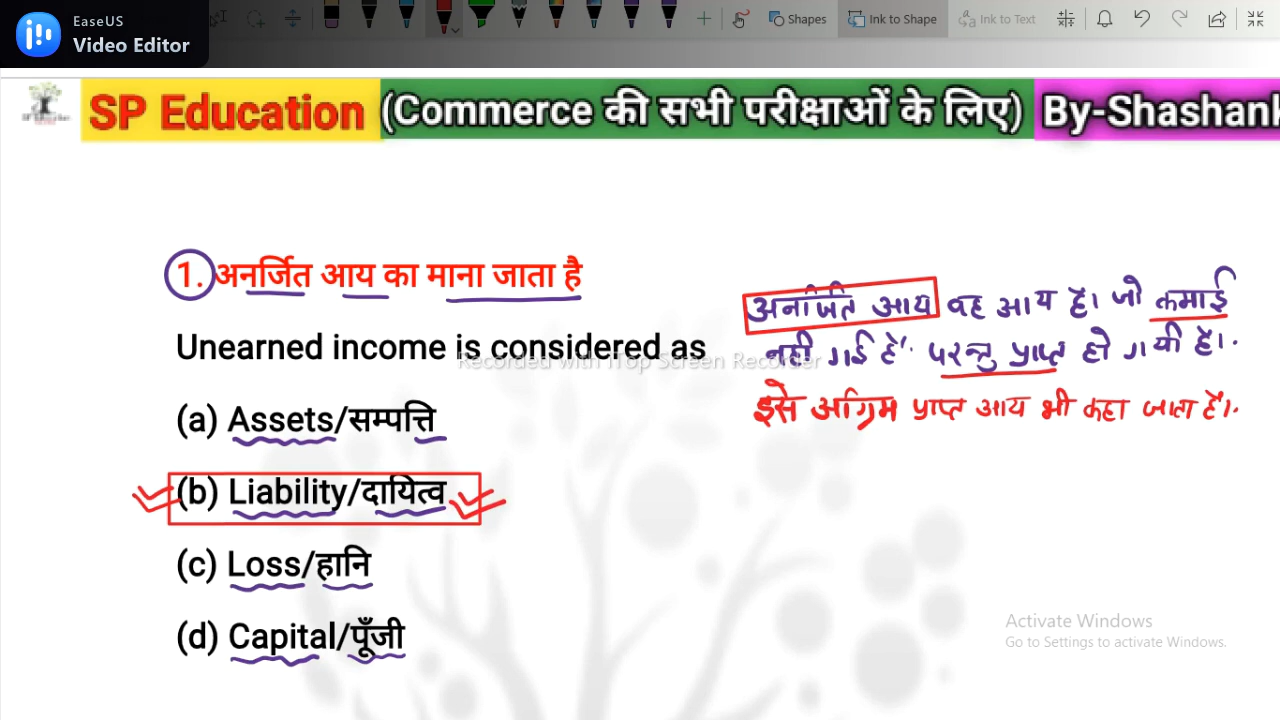 EaseUS
Video Editor
Shapes
Ink to Shape
Ink to Text
SP Education (Commerce की सभी परीक्षाओं के लिए) By-Shashank
1. अनर्जित आय का माना जाता है
Unearned income is considered as
(a) Assets/सम्पत्ति
(b) Liability/दायित्व
(c) Loss/हानि
(d) Capital/पूँजी
अनर्जित आय वह आय है। जो कमाई
नही गई है परन्तु प्राप्त हो गयी है।
इसे अग्रिम प्राप्त आय भी कहा जाता है।
Recorded with iTop Screen Recorder
Activate Windows
Go to Settings to activate Windows.